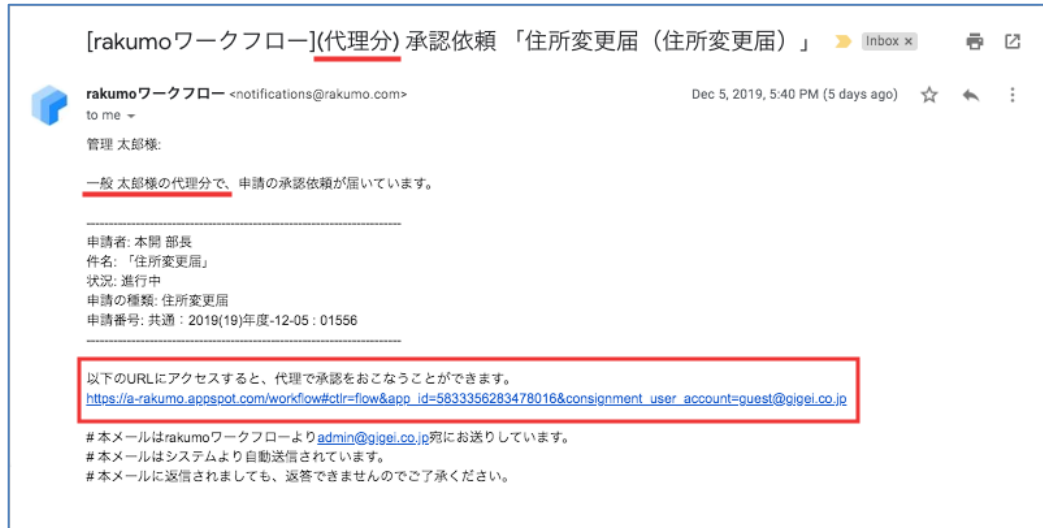 [rakumoワークフロー](代理分) 承認依頼 「住所変更届（住所変更届）」 Inbox ×
rakumoワークフロー <notifications@rakumo.com> Dec 5, 2019, 5:40 PM (5 days ago)
to me
管理 太郎様:
一般 太郎様の代理分で、申請の承認依頼が届いています。
----------------------------------------------------------------------
申請者: 本開 部長
件名: 「住所変更届」
状況: 進行中
申請の種類: 住所変更届
申請番号: 共通：2019(19)年度-12-05 : 01556
----------------------------------------------------------------------
以下のURLにアクセスすると、代理で承認をおこなうことができます。
https://a-rakumo.appspot.com/workflow#ctlr=flow&app_id=5833356283478016&consignment_user_account=guest@gigei.co.jp
# 本メールはrakumoワークフローよりadmin@gigei.co.jp宛にお送りしています。
# 本メールはシステムより自動送信されています。
# 本メールに返信されましても、返答できませんのでご了承ください。